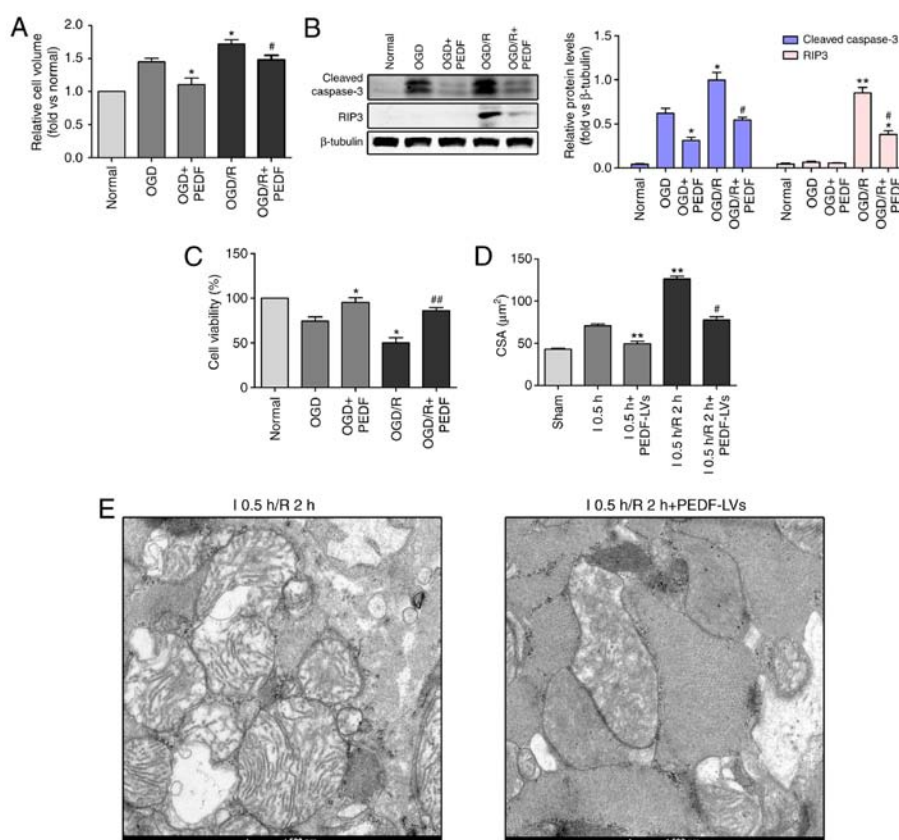 A
Relative cell volume
(fold vs normal)
2.0
1.5
1.0
0.5
0.0
*
*
#
Normal
OGD
OGD+
PEDF
OGD/R
OGD/R+
PEDF
B
Normal
OGD
OGD+
PEDF
OGD/R
OGD/R+
PEDF
Cleaved
caspase-3
RIP3
β-tubulin
Relative protein levels
(fold vs β-tubulin)
1.5
1.0
0.5
0.0
Cleaved caspase-3
RIP3
*
*
#
**
#
*
Normal
OGD
OGD+
PEDF
OGD/R
OGD/R+
PEDF
Normal
OGD
OGD+
PEDF
OGD/R
OGD/R+
PEDF
C
Cell viability (%)
150
100
50
0
*
*
##
Normal
OGD
OGD+
PEDF
OGD/R
OGD/R+
PEDF
D
CSA (μm²)
150
100
50
0
**
**
#
Sham
I 0.5 h
I 0.5 h+
PEDF-LVs
I 0.5 h/R 2 h
I 0.5 h/R 2 h+
PEDF-LVs
E
I 0.5 h/R 2 h
I 0.5 h/R 2 h+PEDF-LVs